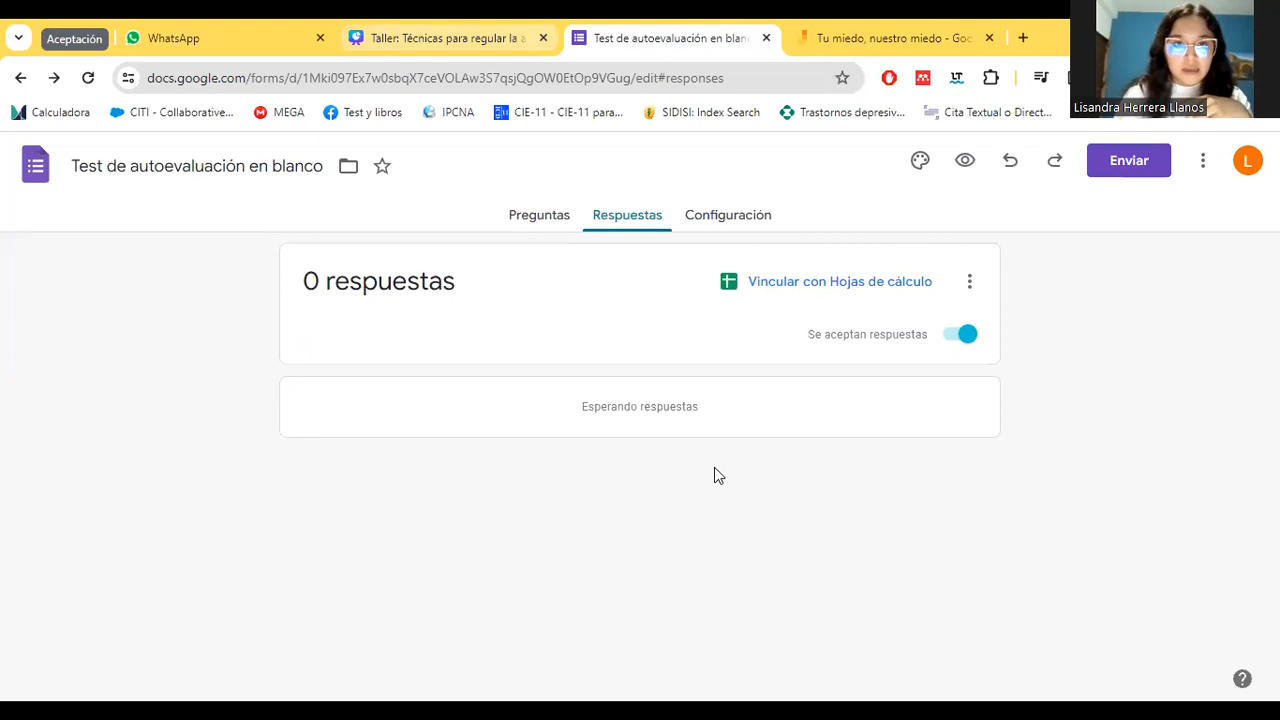 Aceptación
WhatsApp
Taller: Técnicas para regular la a
Test de autoevaluación en blan
Tu miedo, nuestro miedo - Goo
docs.google.com/forms/d/1Mki097Ex7w0sbqX7ceVOLAw3S7qsjQgOW0EtOp9VGug/edit#responses
Lisandra Herrera Llanos
Calculadora
CITI - Collaborative...
MEGA
Test y libros
IPCNA
CIE-11 - CIE-11 para...
SIDISI: Index Search
Trastornos depresiv...
Cita Textual o Direct...
Test de autoevaluación en blanco
Enviar
L
Preguntas
Respuestas
Configuración
0 respuestas
Vincular con Hojas de cálculo
Se aceptan respuestas
Esperando respuestas